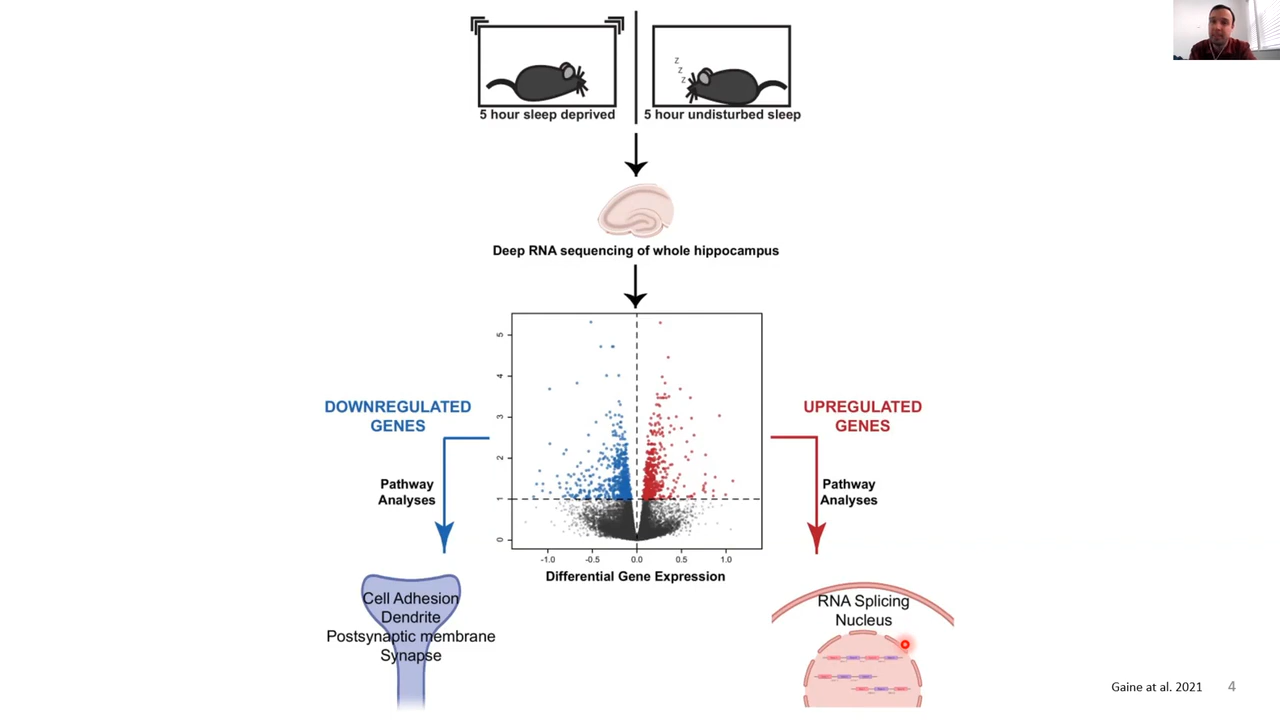 z
z
z
5 hour sleep deprived
5 hour undisturbed sleep
Deep RNA sequencing of whole hippocampus
5
4
3
2
1
0
-1.0 -0.5 0.0 0.5 1.0
Differential Gene Expression
DOWNREGULATED
GENES
Pathway
Analyses
UPREGULATED
GENES
Pathway
Analyses
Cell Adhesion
Dendrite
Postsynaptic membrane
Synapse
RNA Splicing
Nucleus
Gaine at al. 2021
4